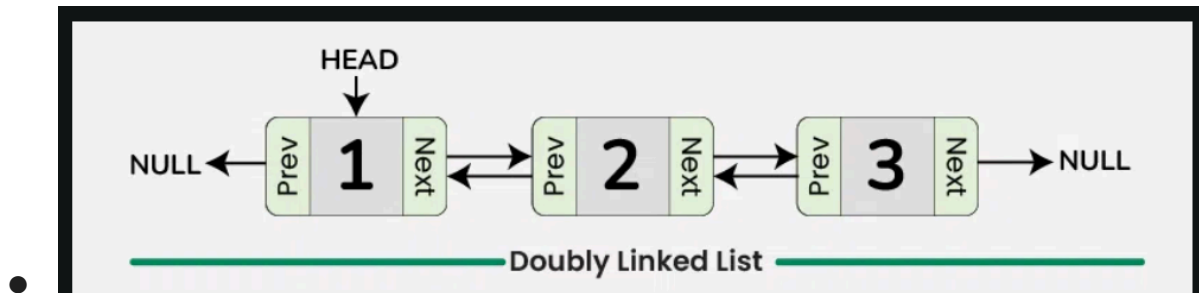 HEAD
NULL Prev 1 Next Prev 2 Next Prev 3 Next NULL
Doubly Linked List